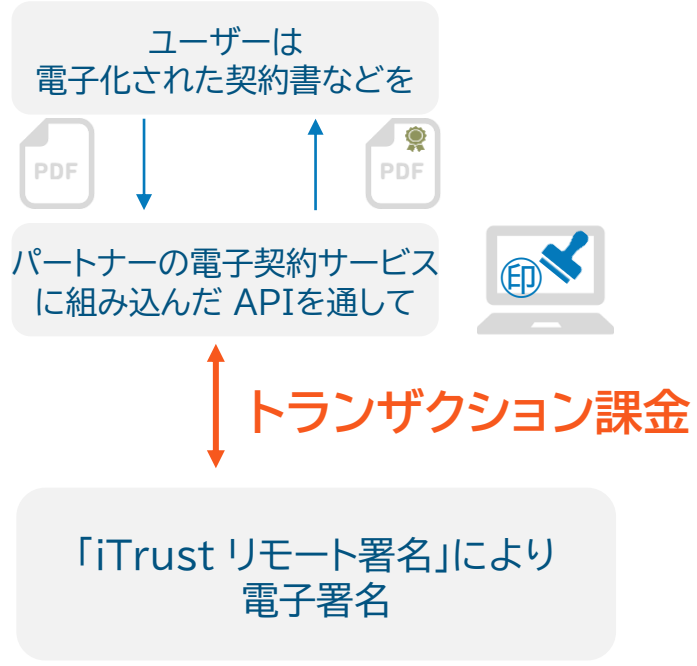 ユーザーは
電子化された契約書などを
PDF
PDF
パートナーの電子契約サービス
に組み込んだ APIを通して
印
トランザクション課金
「iTrust リモート署名」により
電子署名